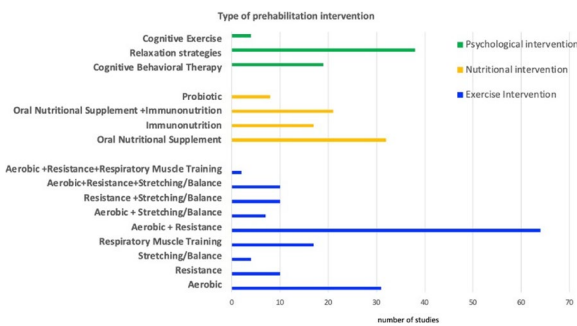 Type of prehabilitation intervention
Cognitive Exercise
Relaxation strategies
Cognitive Behavioral Therapy
Probiotic
Oral Nutritional Supplement +Immunonutrition
Immunonutrition
Oral Nutritional Supplement
Aerobic +Resistance+Respiratory Muscle Training
Aerobic+Resistance+Stretching/Balance
Resistance +Stretching/Balance
Aerobic + Stretching/Balance
Aerobic + Resistance
Respiratory Muscle Training
Stretching/Balance
Resistance
Aerobic
0 10 20 30 40 50 60 70
number of studies
Psychological intervention
Nutritional intervention
Exercise Intervention